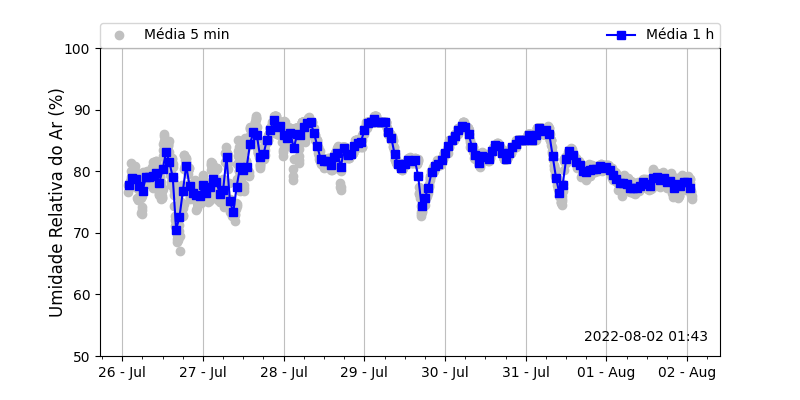 Média 5 min
Média 1 h
Umidade Relativa do Ar (%)
100
90
80
70
60
50
2022-08-02 01:43
26 - Jul
27 - Jul
28 - Jul
29 - Jul
30 - Jul
31 - Jul
01 - Aug
02 - Aug